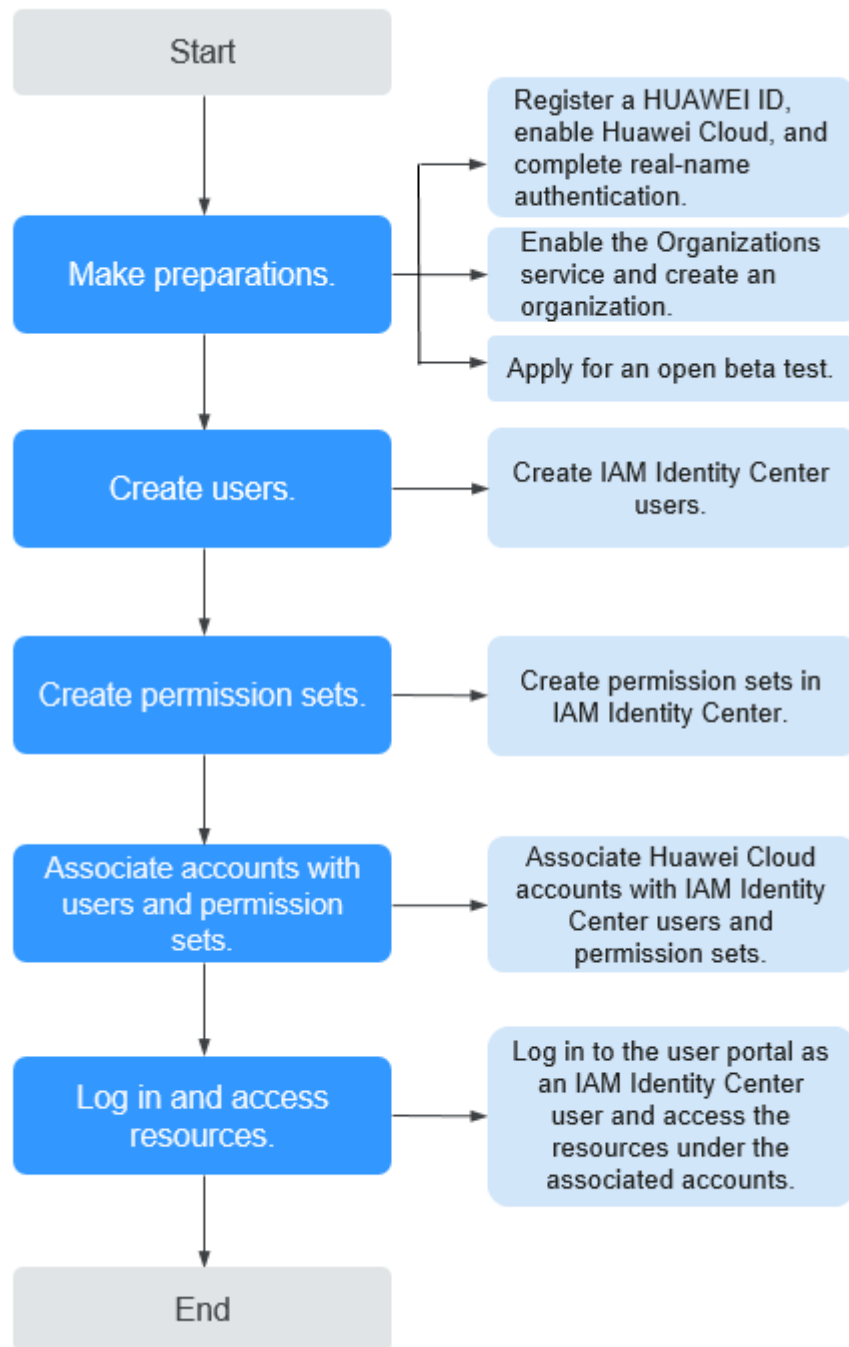 Start
Register a HUAWEI ID,
enable Huawei Cloud, and
complete real-name
authentication.
Make preparations.
Enable the Organizations
service and create an
organization.
Apply for an open beta test.
Create users.
Create IAM Identity Center
users.
Create permission sets.
Create permission sets in
IAM Identity Center.
Associate accounts with
users and permission
sets.
Associate Huawei Cloud
accounts with IAM Identity
Center users and
permission sets.
Log in and access
resources.
Log in to the user portal as
an IAM Identity Center
user and access the
resources under the
associated accounts.
End